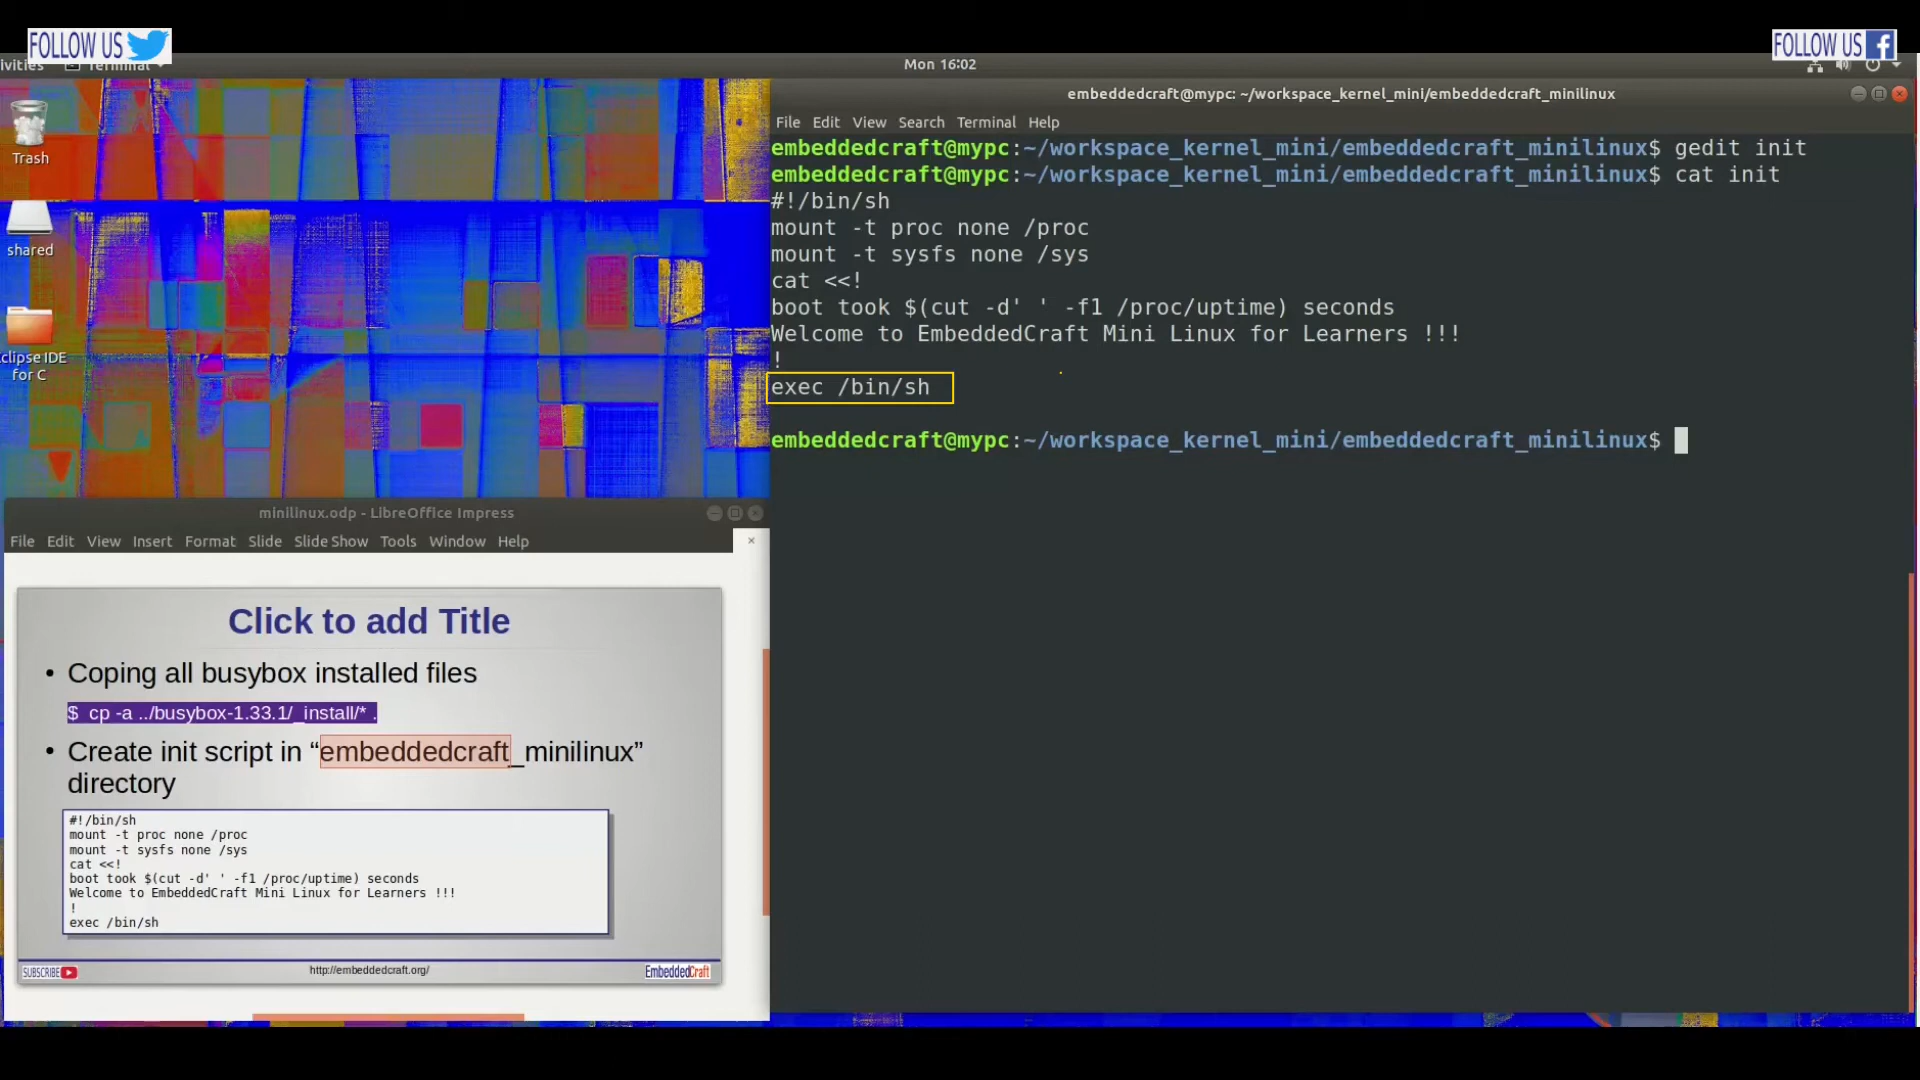 FOLLOW US
FOLLOW US
ivities
Terminal
Mon 16:02
Trash
shared
clipse IDE
for C
embeddedcraft@mypc: ~/workspace_kernel_mini/embeddedcraft_minilinux
File Edit View Search Terminal Help
embeddedcraft@mypc:~/workspace_kernel_mini/embeddedcraft_minilinux$ gedit init
embeddedcraft@mypc:~/workspace_kernel_mini/embeddedcraft_minilinux$ cat init
#!/bin/sh
mount -t proc none /proc
mount -t sysfs none /sys
cat <<!
boot took $(cut -d' ' -f1 /proc/uptime) seconds
Welcome to EmbeddedCraft Mini Linux for Learners !!!
!
exec /bin/sh
embeddedcraft@mypc:~/workspace_kernel_mini/embeddedcraft_minilinux$
minilinux.odp - LibreOffice Impress
File Edit View Insert Format Slide Slide Show Tools Window Help
Click to add Title
• Coping all busybox installed files
$ cp -a ../busybox-1.33.1/_install/* .
• Create init script in “embeddedcraft_minilinux”
directory
#!/bin/sh
mount -t proc none /proc
mount -t sysfs none /sys
cat <<!
boot took $(cut -d' ' -f1 /proc/uptime) seconds
Welcome to EmbeddedCraft Mini Linux for Learners !!!
!
exec /bin/sh
SUBSCRIBE
http://embeddedcraft.org/
EmbeddedCraft